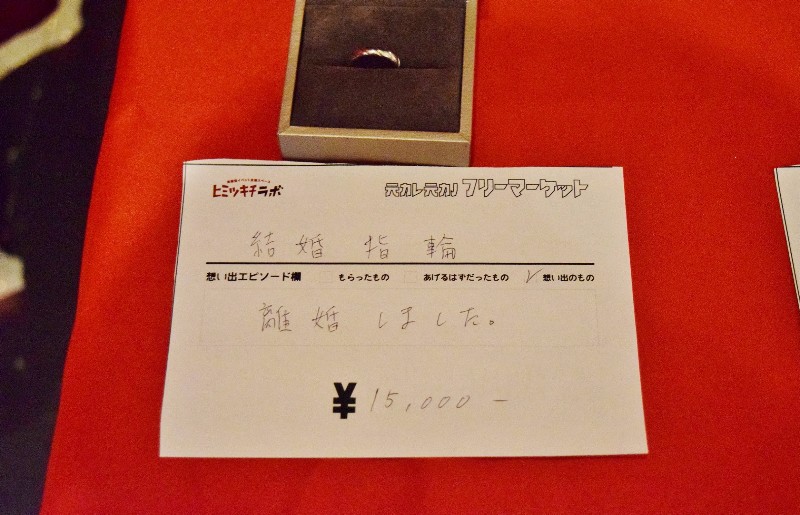 ヒミツキチラボ
元カレ元カノ フリーマーケット
結婚指輪
想い出エピソード欄 もらったもの あげるはずだったもの ✓ 想い出のもの
離婚しました。
¥15,000-